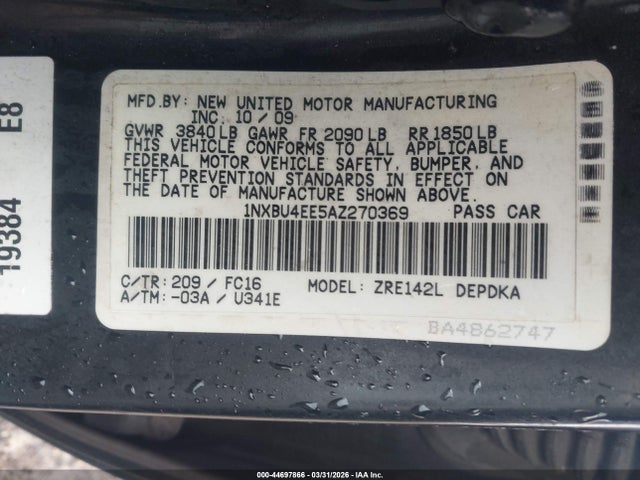 MFD.BY: NEW UNITED MOTOR MANUFACTURING
INC. 10 / 09
GVWR 3840 LB GAWR FR 2090 LB RR 1850 LB
THIS VEHICLE CONFORMS TO ALL APPLICABLE
FEDERAL MOTOR VEHICLE SAFETY, BUMPER, AND
THEFT PREVENTION STANDARDS IN EFFECT ON
THE DATE OF MANUFACTURE SHOWN ABOVE.
1NXBU4EE5AZ270369 PASS CAR
C/TR: 209 / FC16 MODEL: ZRE142L DEPDKA
A/TM: -03A / U341E
BA4862747
19384 E8
000-44697866 - 03/31/2026 - IAA Inc.